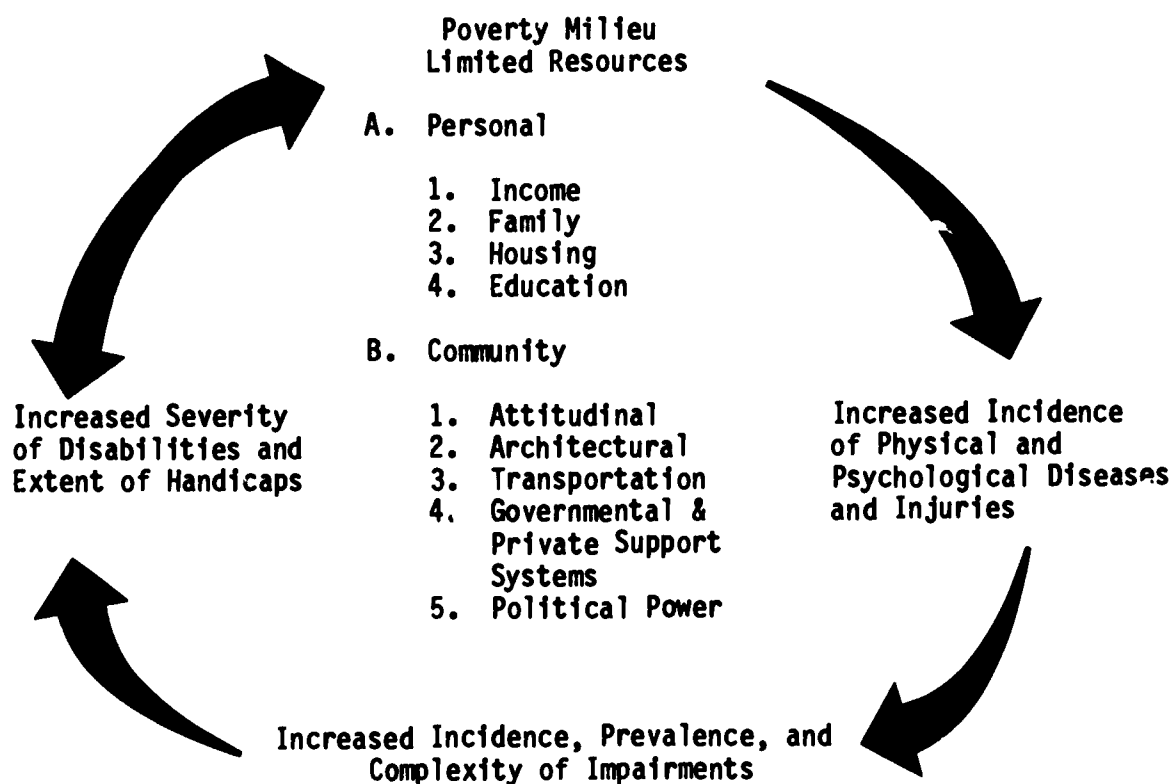 Poverty Milieu
Limited Resources
A. Personal
1. Income
2. Family
3. Housing
4. Education
B. Community
1. Attitudinal
2. Architectural
3. Transportation
4. Governmental &
Private Support
Systems
5. Political Power
Increased Incidence
of Physical and
Psychological Diseases
and Injuries
Increased Incidence, Prevalence, and
Complexity of Impairments
Increased Severity
of Disabilities and
Extent of Handicaps